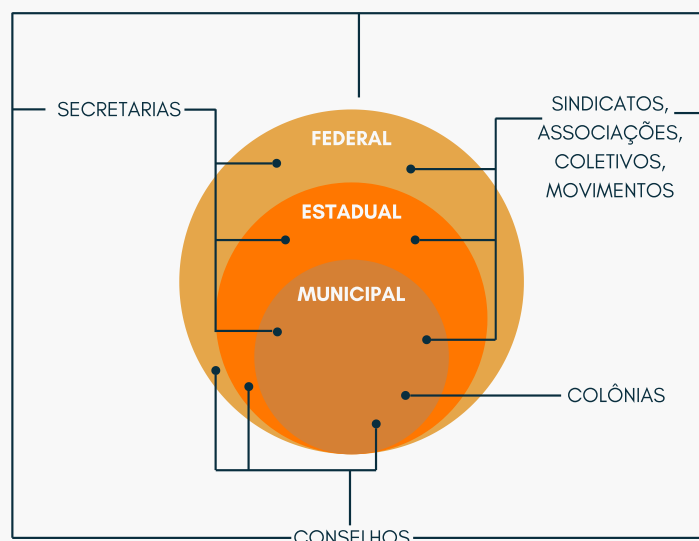 SECRETARIAS
FEDERAL
ESTADUAL
MUNICIPAL
SINDICATOS,
ASSOCIAÇÕES,
COLETIVOS,
MOVIMENTOS
COLÔNIAS
CONSELHOS